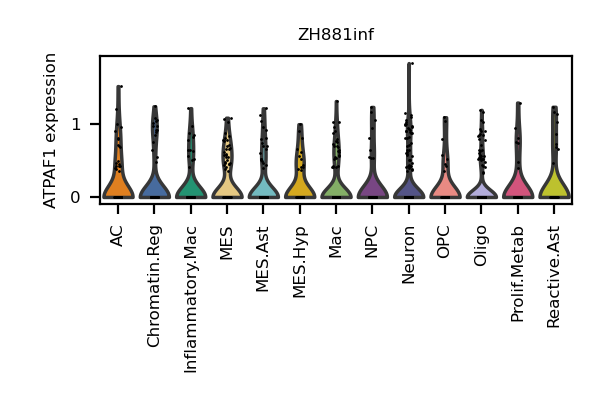 ZH881inf
ATPAF1 expression
1
0
AC
Chromatin.Reg
Inflammatory.Mac
MES
MES.Ast
MES.Hyp
Mac
NPC
Neuron
OPC
Oligo
Prolif.Metab
Reactive.Ast